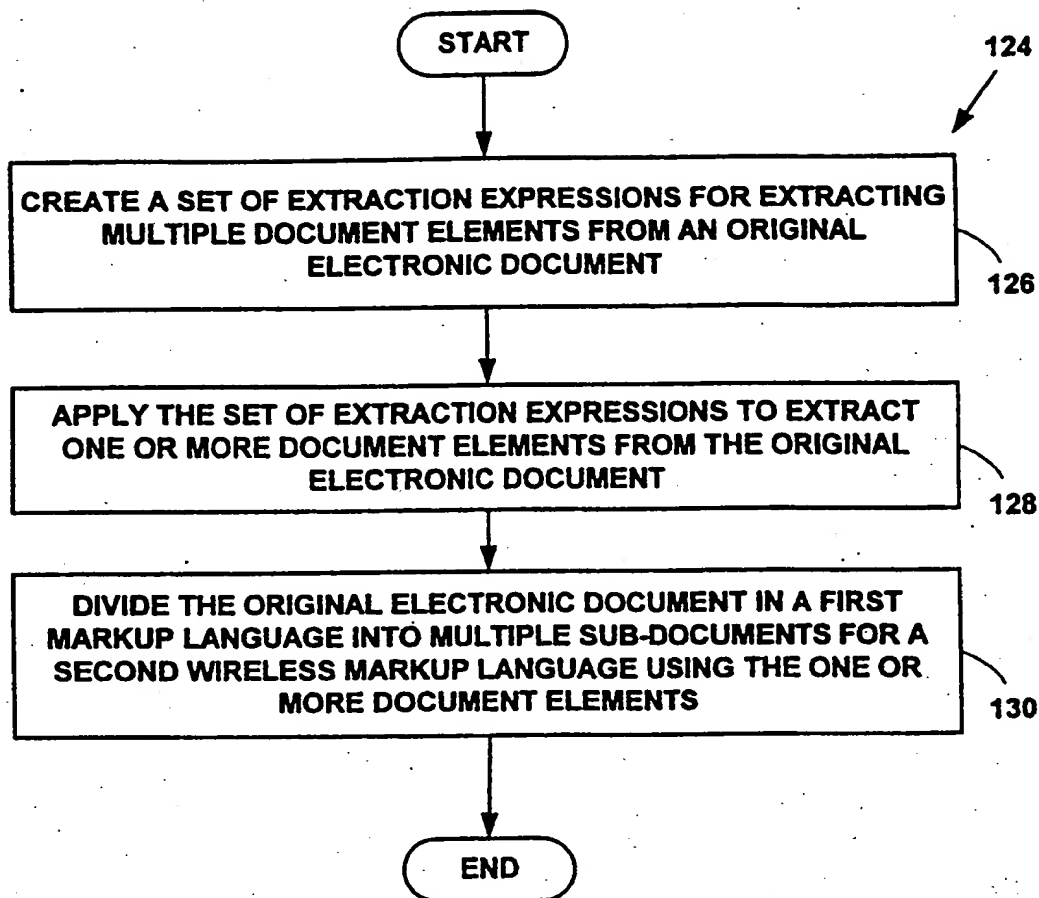 START
124
CREATE A SET OF EXTRACTION EXPRESSIONS FOR EXTRACTING
MULTIPLE DOCUMENT ELEMENTS FROM AN ORIGINAL
ELECTRONIC DOCUMENT
126
APPLY THE SET OF EXTRACTION EXPRESSIONS TO EXTRACT
ONE OR MORE DOCUMENT ELEMENTS FROM THE ORIGINAL
ELECTRONIC DOCUMENT
128
DIVIDE THE ORIGINAL ELECTRONIC DOCUMENT IN A FIRST
MARKUP LANGUAGE INTO MULTIPLE SUB-DOCUMENTS FOR A
SECOND WIRELESS MARKUP LANGUAGE USING THE ONE OR
MORE DOCUMENT ELEMENTS
130
END